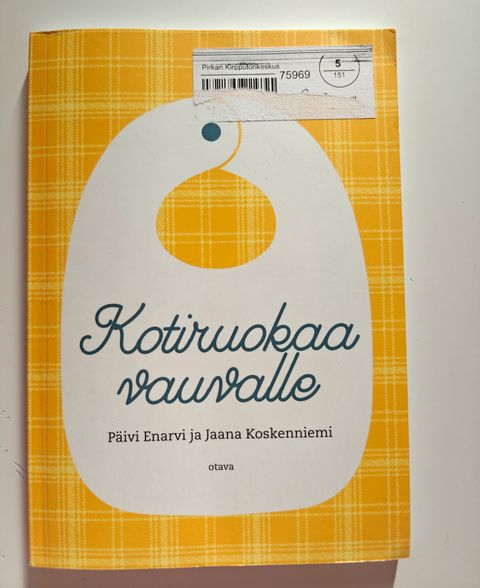 Pirkan Kirpputorikeskus
75969
5
151
Kotiruokaa
vauvalle
Päivi Enarvi ja Jaana Koskenniemi
otava